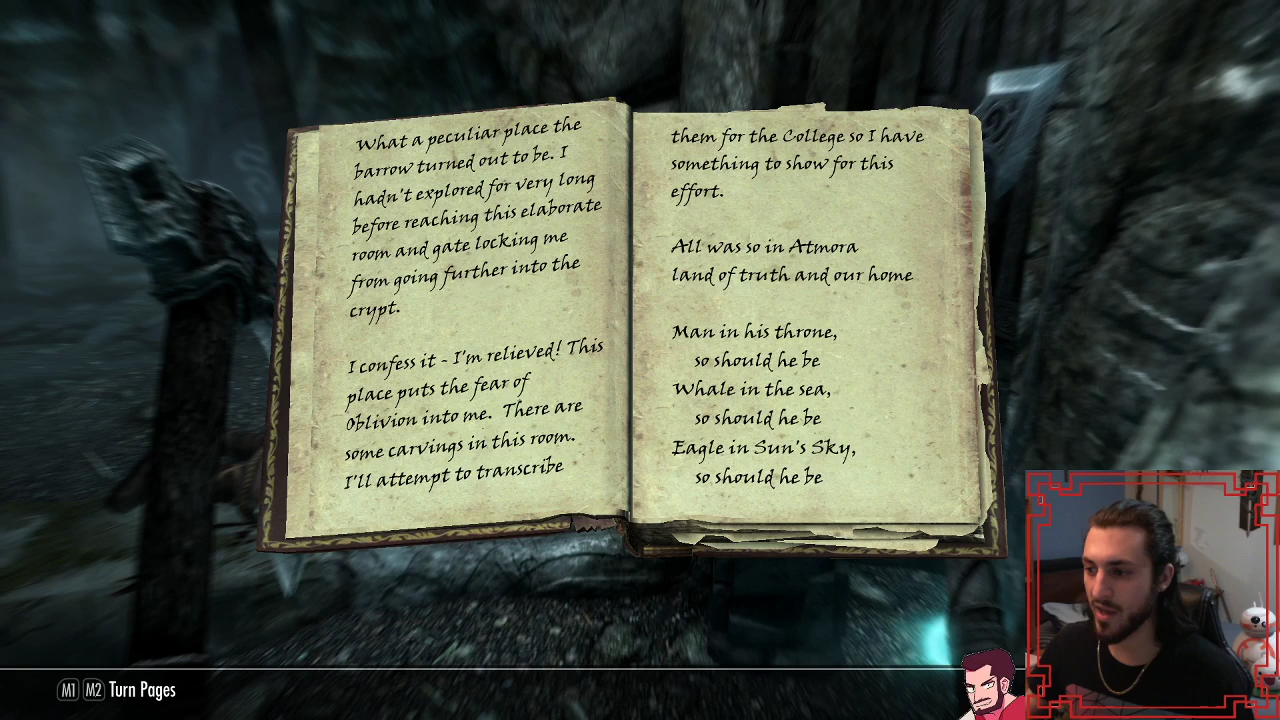 What a peculiar place the
barrow turned out to be. I
hadn't explored for very long
before reaching this elaborate
room and gate locking me
from going further into the
crypt.
I confess it - I'm relieved! This
place puts the fear of
Oblivion into me. There are
some carvings in this room.
I'll attempt to transcribe
them for the College so I have
something to show for this
effort.
All was so in Atmora
land of truth and our home
Man in his throne,
so should he be
Whale in the sea,
so should he be
Eagle in Sun's Sky,
so should he be
M1 M2 Turn Pages